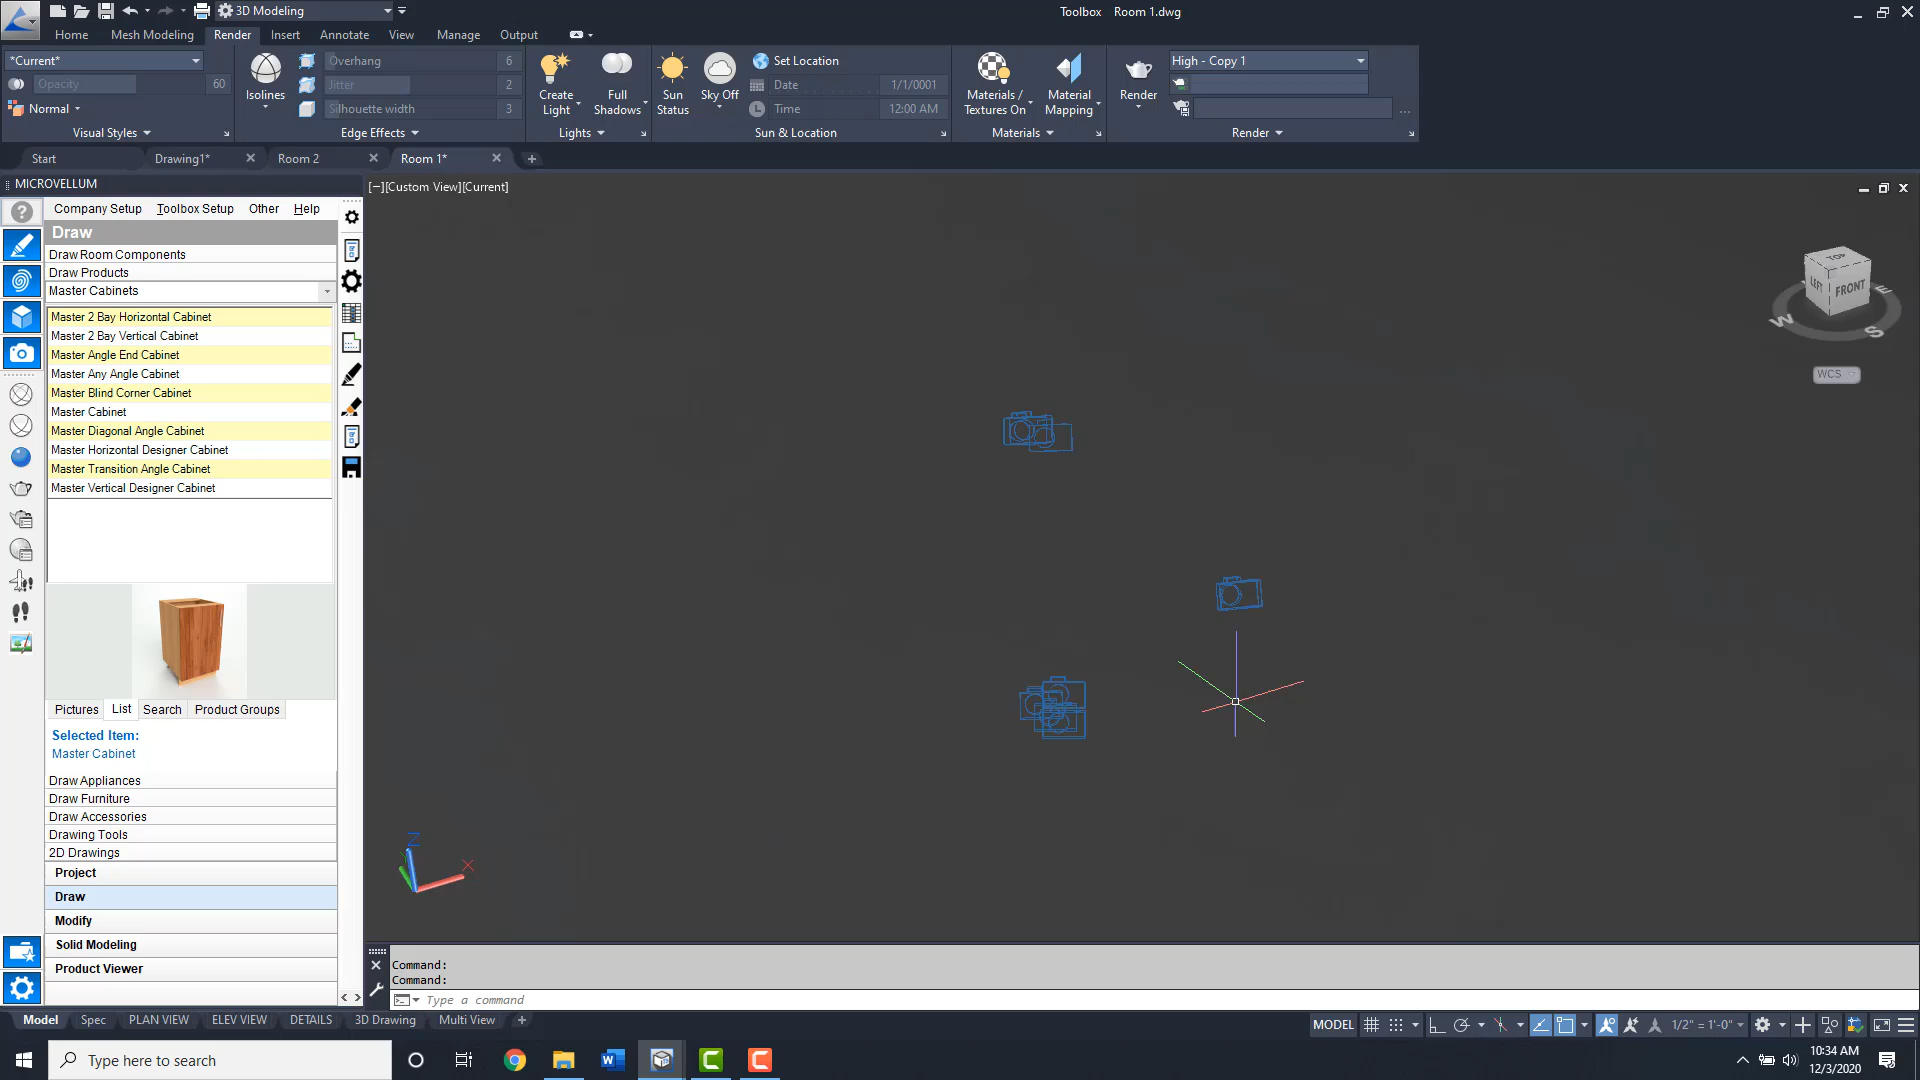 3D Modeling
Toolbox Room 1.dwg
Home Mesh Modeling Render Insert Annotate View Manage Output
*Current*
Opacity 60
Normal
Visual Styles
Isolines
Overhang 6
Jitter 2
Silhouette width 3
Edge Effects
Create
Light
Full
Shadows
Lights
Sun
Status
Sky Off
Set Location
Date 1/1/0001
Time 12:00 AM
Sun & Location
Materials /
Textures On
Material
Mapping
Materials
Render
High - Copy 1
...
Render
Start Drawing1* Room 2 Room 1*
MICROVELLUM
Company Setup Toolbox Setup Other Help
Draw
Draw Room Components
Draw Products
Master Cabinets
Master 2 Bay Horizontal Cabinet
Master 2 Bay Vertical Cabinet
Master Angle End Cabinet
Master Any Angle Cabinet
Master Blind Corner Cabinet
Master Cabinet
Master Diagonal Angle Cabinet
Master Horizontal Designer Cabinet
Master Transition Angle Cabinet
Master Vertical Designer Cabinet
Pictures List Search Product Groups
Selected Item:
Master Cabinet
Draw Appliances
Draw Furniture
Draw Accessories
Drawing Tools
2D Drawings
Project
Draw
Modify
Solid Modeling
Product Viewer
[−][Custom View][Current]
TOP
LEFT FRONT
W S E
WCS
Z
X
Command:
Command:
Type a command
Model Spec PLAN VIEW ELEV VIEW DETAILS 3D Drawing Multi View
MODEL 1/2" = 1'-0"
Type here to search
10:34 AM
12/3/2020